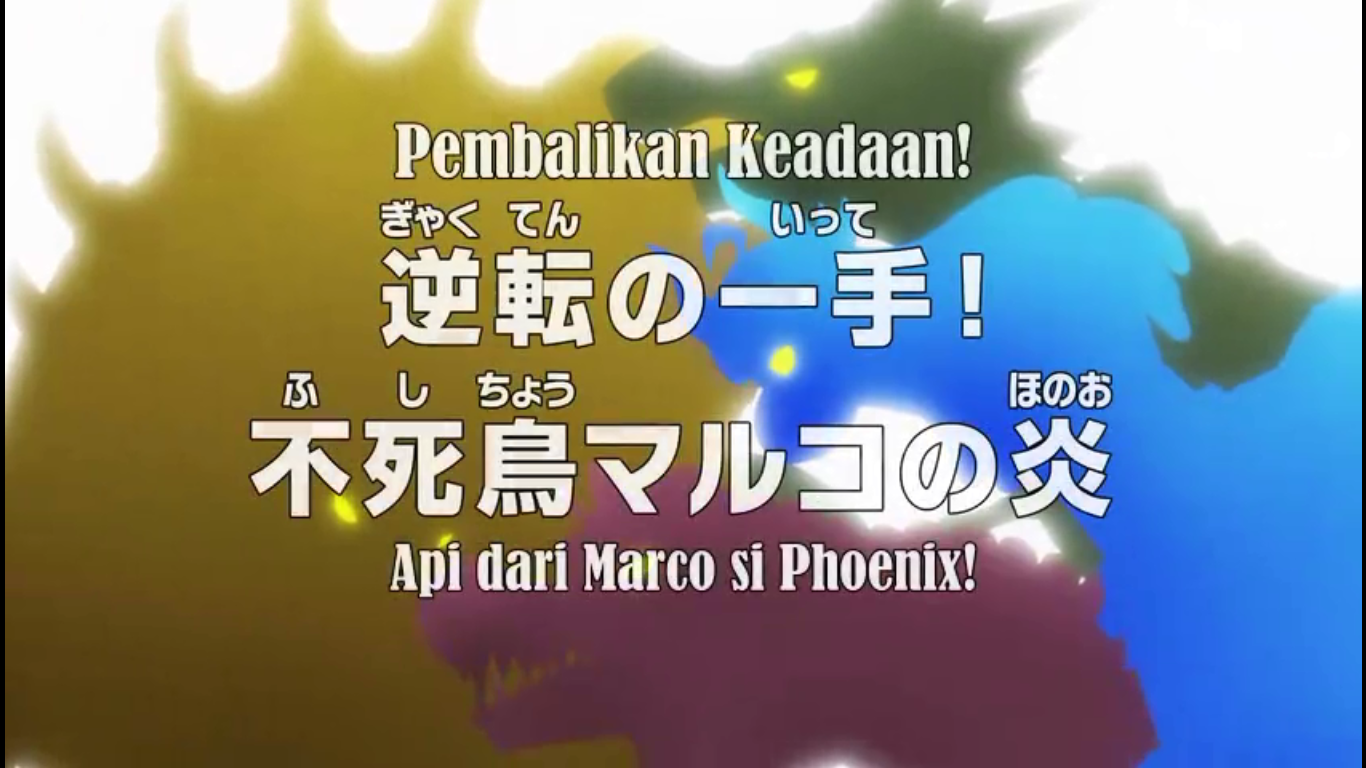 Pembalikan Keadaan!
ぎゃく てん いって
逆転の一手！
ふ し ちょう ほのお
不死鳥マルコの炎
Api dari Marco si Phoenix!